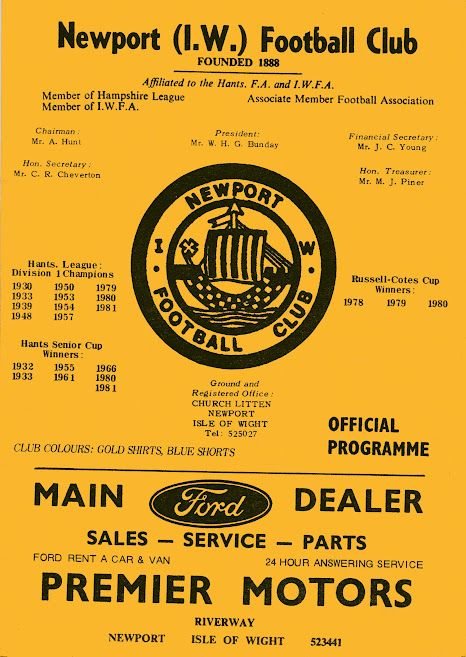 Newport (I.W.) Football Club
FOUNDED 1888
Affiliated to the Hants. F.A. and I.W.F.A.
Member of Hampshire League
Member of I.W.F.A.
Associate Member Football Association
Chairman:
Mr. A. Hunt
President:
Mr. W. H. G. Bunday
Financial Secretary:
Mr. J. C. Young
Hon. Secretary:
Mr. C. R. Cheverton
Hon. Treasurer:
Mr. M. J. Piner
NEWPORT
I W
FOOTBALL CLUB
Hants. League:
Division 1 Champions
1930 1950 1979
1933 1953 1980
1939 1954 1981
1948 1957
Russell-Cotes Cup
Winners:
1978 1979 1980
Hants Senior Cup
Winners:
1932 1955 1966
1933 1961 1980
1981
Ground and
Registered Office:
CHURCH LITTEN
NEWPORT
ISLE OF WIGHT
Tel: 525027
OFFICIAL
PROGRAMME
CLUB COLOURS: GOLD SHIRTS, BLUE SHORTS
MAIN Ford DEALER
SALES — SERVICE — PARTS
FORD RENT A CAR & VAN
24 HOUR ANSWERING SERVICE
PREMIER MOTORS
RIVERWAY
NEWPORT ISLE OF WIGHT 523441